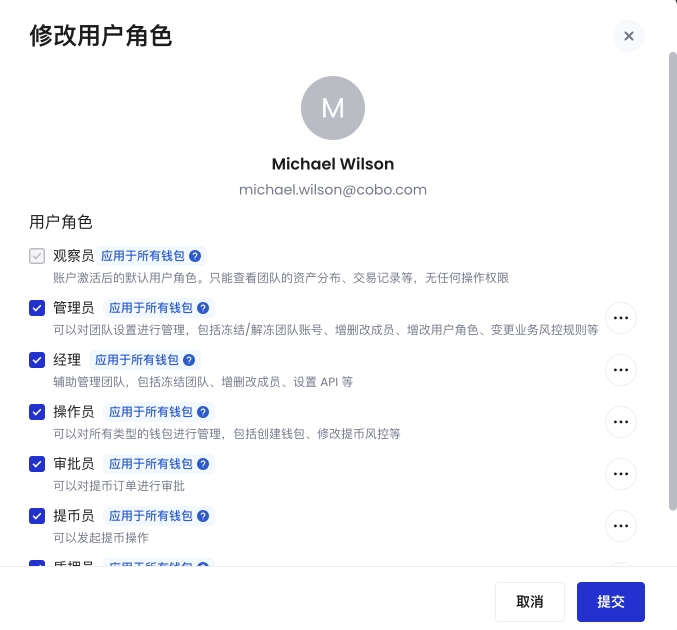 修改用户角色
M
Michael Wilson
michael.wilson@cobo.com
用户角色
观察员 应用于所有钱包 ?
账户激活后的默认用户角色。只能查看团队的资产分布、交易记录等，无任何操作权限
管理员 应用于所有钱包 ?
可以对团队设置进行管理，包括冻结/解冻团队账号、增删改成员、增改用户角色、变更业务风控规则等
经理 应用于所有钱包 ?
辅助管理团队，包括冻结团队、增删改成员、设置 API 等
操作员 应用于所有钱包 ?
可以对所有类型的钱包进行管理，包括创建钱包、修改提币风控等
审批员 应用于所有钱包 ?
可以对提币订单进行审批
提币员 应用于所有钱包 ?
可以发起提币操作
质押员 应用于所有钱包
取消 提交